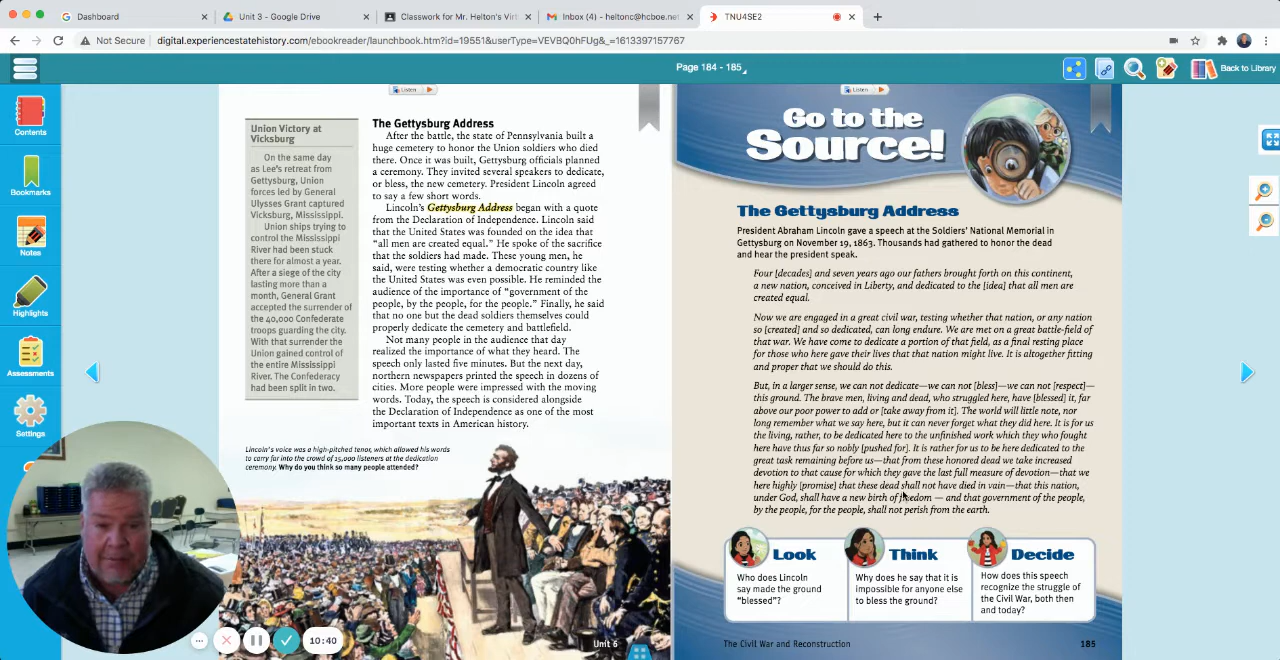 Dashboard
Unit 3 - Google Drive
Classwork for Mr. Helton's Virt
Inbox (4) - heltonc@hcboe.net
TNU4SE2
Not Secure
digital.experiencestatehistory.com/ebookreader/launchbook.htm?id=19551&userType=VEVBQ0hFUg&_=1613397157767
Page 184 - 185
Back to Library
Contents
Bookmarks
Notes
Highlights
Assessments
Settings
Listen
Union Victory at
Vicksburg
On the same day
as Lee's retreat from
Gettysburg, Union
forces led by General
Ulysses Grant captured
Vicksburg, Mississippi.
Union ships trying to
control the Mississippi
River had been stuck
there for almost a year.
After a siege of the city
lasting more than a
month, General Grant
accepted the surrender of
the 40,000 Confederate
troops guarding the city.
With that surrender the
Union gained control of
the entire Mississippi
River. The Confederacy
had been split in two.
The Gettysburg Address
After the battle, the state of Pennsylvania built a
huge cemetery to honor the Union soldiers who died
there. Once it was built, Gettysburg officials planned
a ceremony. They invited several speakers to dedicate,
or bless, the new cemetery. President Lincoln agreed
to say a few short words.
Lincoln's Gettysburg Address began with a quote
from the Declaration of Independence. Lincoln said
that the United States was founded on the idea that
“all men are created equal.” He spoke of the sacrifice
that the soldiers had made. These young men, he
said, were testing whether a democratic country like
the United States was even possible. He reminded the
audience of the importance of “government of the
people, by the people, for the people.” Finally, he said
that no one but the dead soldiers themselves could
properly dedicate the cemetery and battlefield.
Not many people in the audience that day
realized the importance of what they heard. The
speech only lasted five minutes. But the next day,
northern newspapers printed the speech in dozens of
cities. More people were impressed with the moving
words. Today, the speech is considered alongside
the Declaration of Independence as one of the most
important texts in American history.
Lincoln's voice was a high-pitched tenor, which allowed his words
to carry far into the crowd of 15,000 listeners at the dedication
ceremony. Why do you think so many people attended?
Unit 6
Listen
Go to the
Source!
The Gettysburg Address
President Abraham Lincoln gave a speech at the Soldiers' National Memorial in
Gettysburg on November 19, 1863. Thousands had gathered to honor the dead
and hear the president speak.
Four [decades] and seven years ago our fathers brought forth on this continent,
a new nation, conceived in Liberty, and dedicated to the [idea] that all men are
created equal.
Now we are engaged in a great civil war, testing whether that nation, or any nation
so [created] and so dedicated, can long endure. We are met on a great battle-field of
that war. We have come to dedicate a portion of that field, as a final resting place
for those who here gave their lives that that nation might live. It is altogether fitting
and proper that we should do this.
But, in a larger sense, we can not dedicate—we can not [bless]—we can not [respect]—
this ground. The brave men, living and dead, who struggled here, have [blessed] it, far
above our poor power to add or [take away from it]. The world will little note, nor
long remember what we say here, but it can never forget what they did here. It is for us
the living, rather, to be dedicated here to the unfinished work which they who fought
here have thus far so nobly [pushed for]. It is rather for us to be here dedicated to the
great task remaining before us—that from these honored dead we take increased
devotion to that cause for which they gave the last full measure of devotion—that we
here highly [promise] that these dead shall not have died in vain—that this nation,
under God, shall have a new birth of freedom — and that government of the people,
by the people, for the people, shall not perish from the earth.
Look
Who does Lincoln
say made the ground
“blessed”?
Think
Why does he say that it is
impossible for anyone else
to bless the ground?
Decide
How does this speech
recognize the struggle of
the Civil War, both then
and today?
The Civil War and Reconstruction
185
10:40